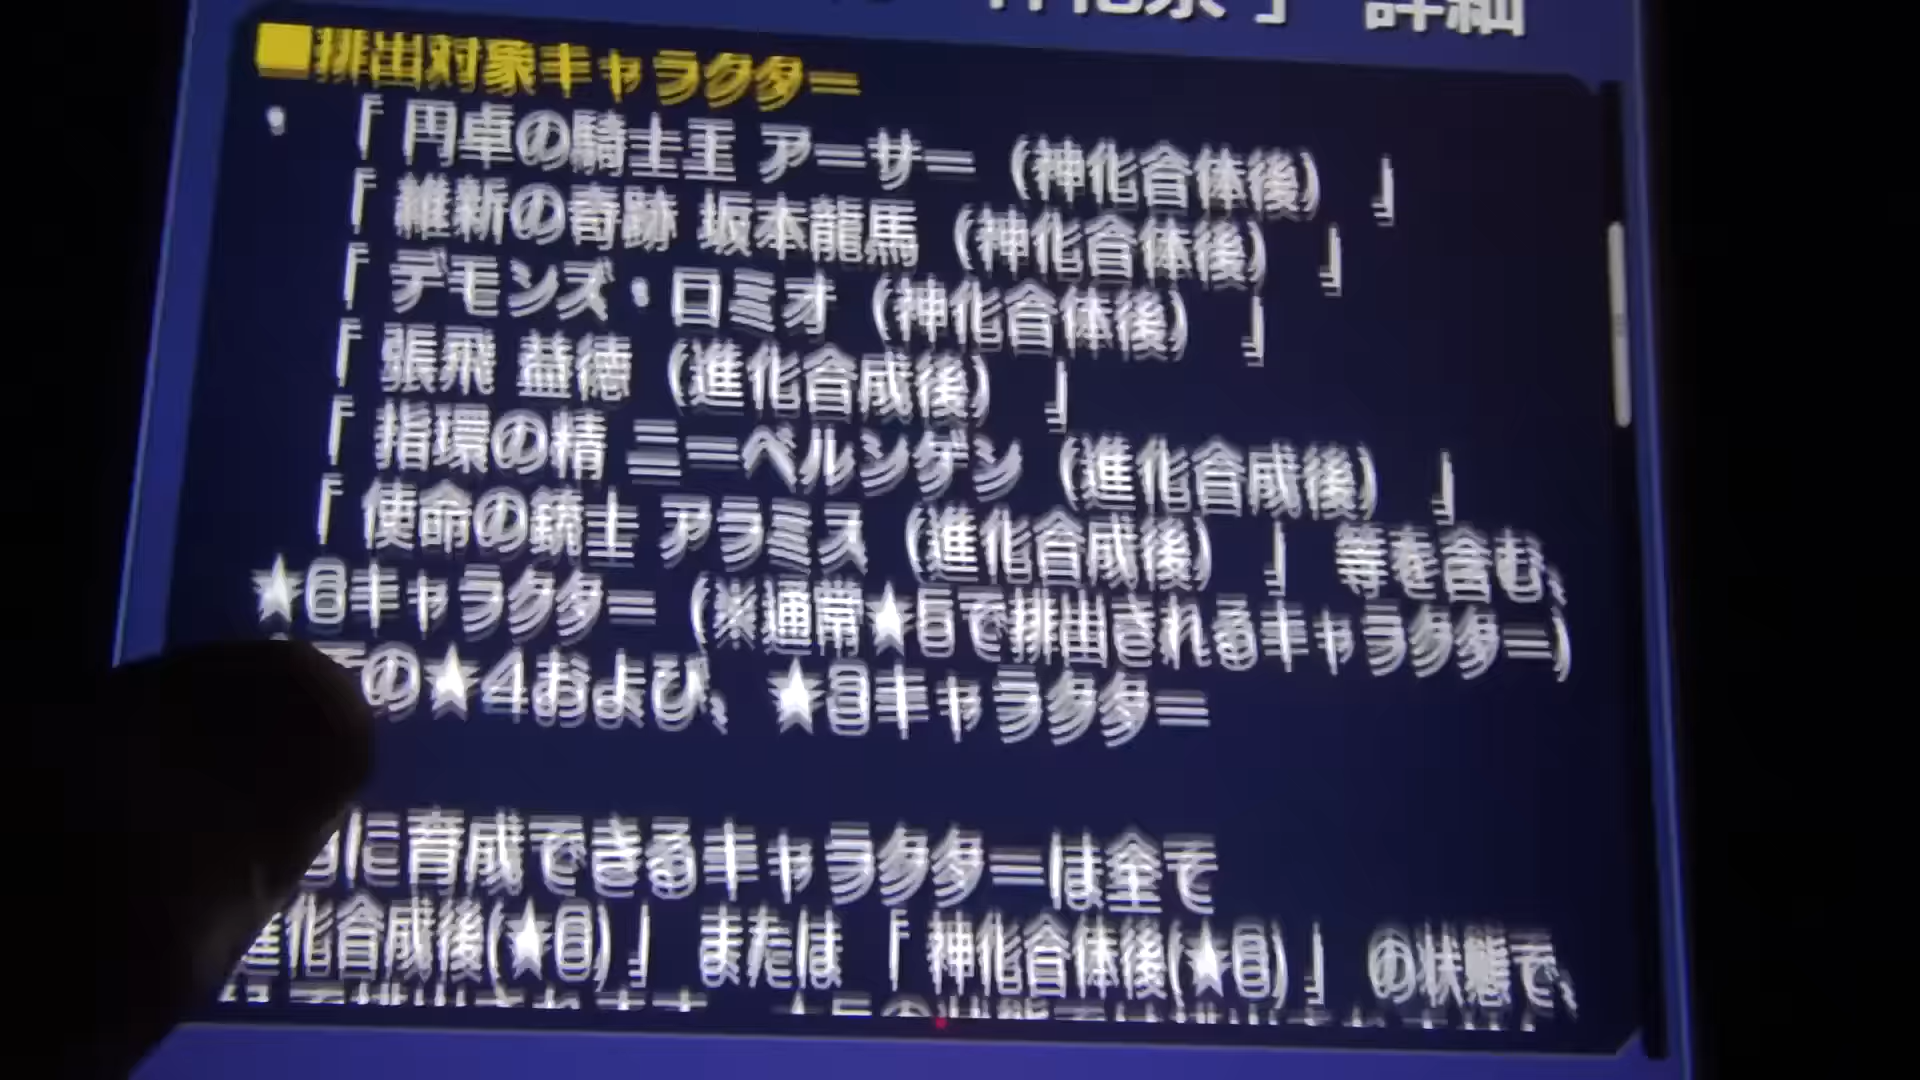 神化祭」 詳細
■排出対象キャラクター
・ 「円卓の騎士王 アーサー（神化合体後）」
「維新の奇跡 坂本龍馬（神化合体後）」
「デモンズ・ロミオ（神化合体後）」
「張飛 益徳（進化合成後）」
「指環の精 ニーベルンゲン（進化合成後）」
「使命の銃士 アラミス（進化合成後）」 等を含む、
★6キャラクター（※通常★5で排出されるキャラクター）
の★4および、★3キャラクター
に育成できるキャラクターは全て
進化合成後(★6)」または「神化合体後(★6)」の状態で、